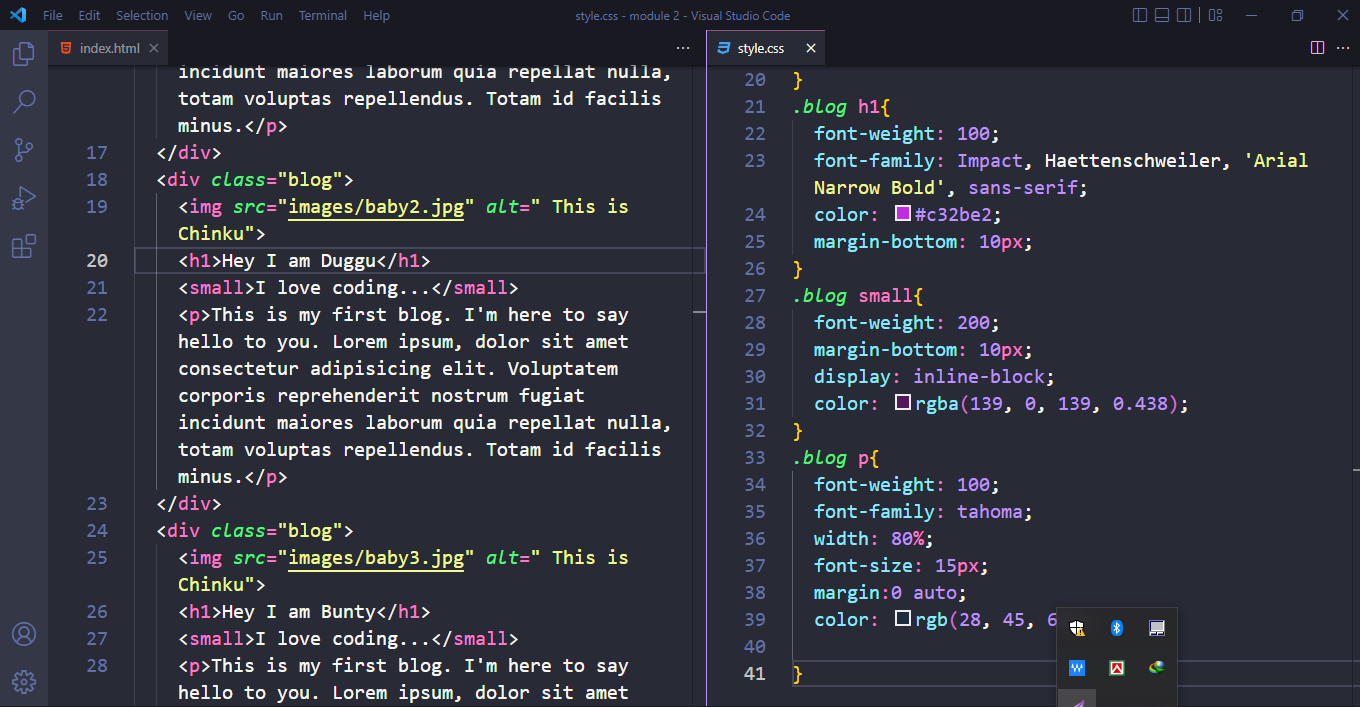 File Edit Selection View Go Run Terminal Help
style.css - module 2 - Visual Studio Code
index.html
incidunt maiores laborum quia repellat nulla,
totam voluptas repellendus. Totam id facilis
minus.</p>
17 </div>
18 <div class="blog">
19 <img src="images/baby2.jpg" alt=" This is
Chinku">
20 <h1>Hey I am Duggu</h1>
21 <small>I love coding...</small>
22 <p>This is my first blog. I'm here to say
hello to you. Lorem ipsum, dolor sit amet
consectetur adipisicing elit. Voluptatem
corporis reprehenderit nostrum fugiat
incidunt maiores laborum quia repellat nulla,
totam voluptas repellendus. Totam id facilis
minus.</p>
23 </div>
24 <div class="blog">
25 <img src="images/baby3.jpg" alt=" This is
Chinku">
26 <h1>Hey I am Bunty</h1>
27 <small>I love coding...</small>
28 <p>This is my first blog. I'm here to say
hello to you. Lorem ipsum, dolor sit amet
style.css
20 }
21 .blog h1{
22 font-weight: 100;
23 font-family: Impact, Haettenschweiler, 'Arial
Narrow Bold', sans-serif;
24 color: #c32be2;
25 margin-bottom: 10px;
26 }
27 .blog small{
28 font-weight: 200;
29 margin-bottom: 10px;
30 display: inline-block;
31 color: rgba(139, 0, 139, 0.438);
32 }
33 .blog p{
34 font-weight: 100;
35 font-family: tahoma;
36 width: 80%;
37 font-size: 15px;
38 margin:0 auto;
39 color: rgb(28, 45,
40
41 }